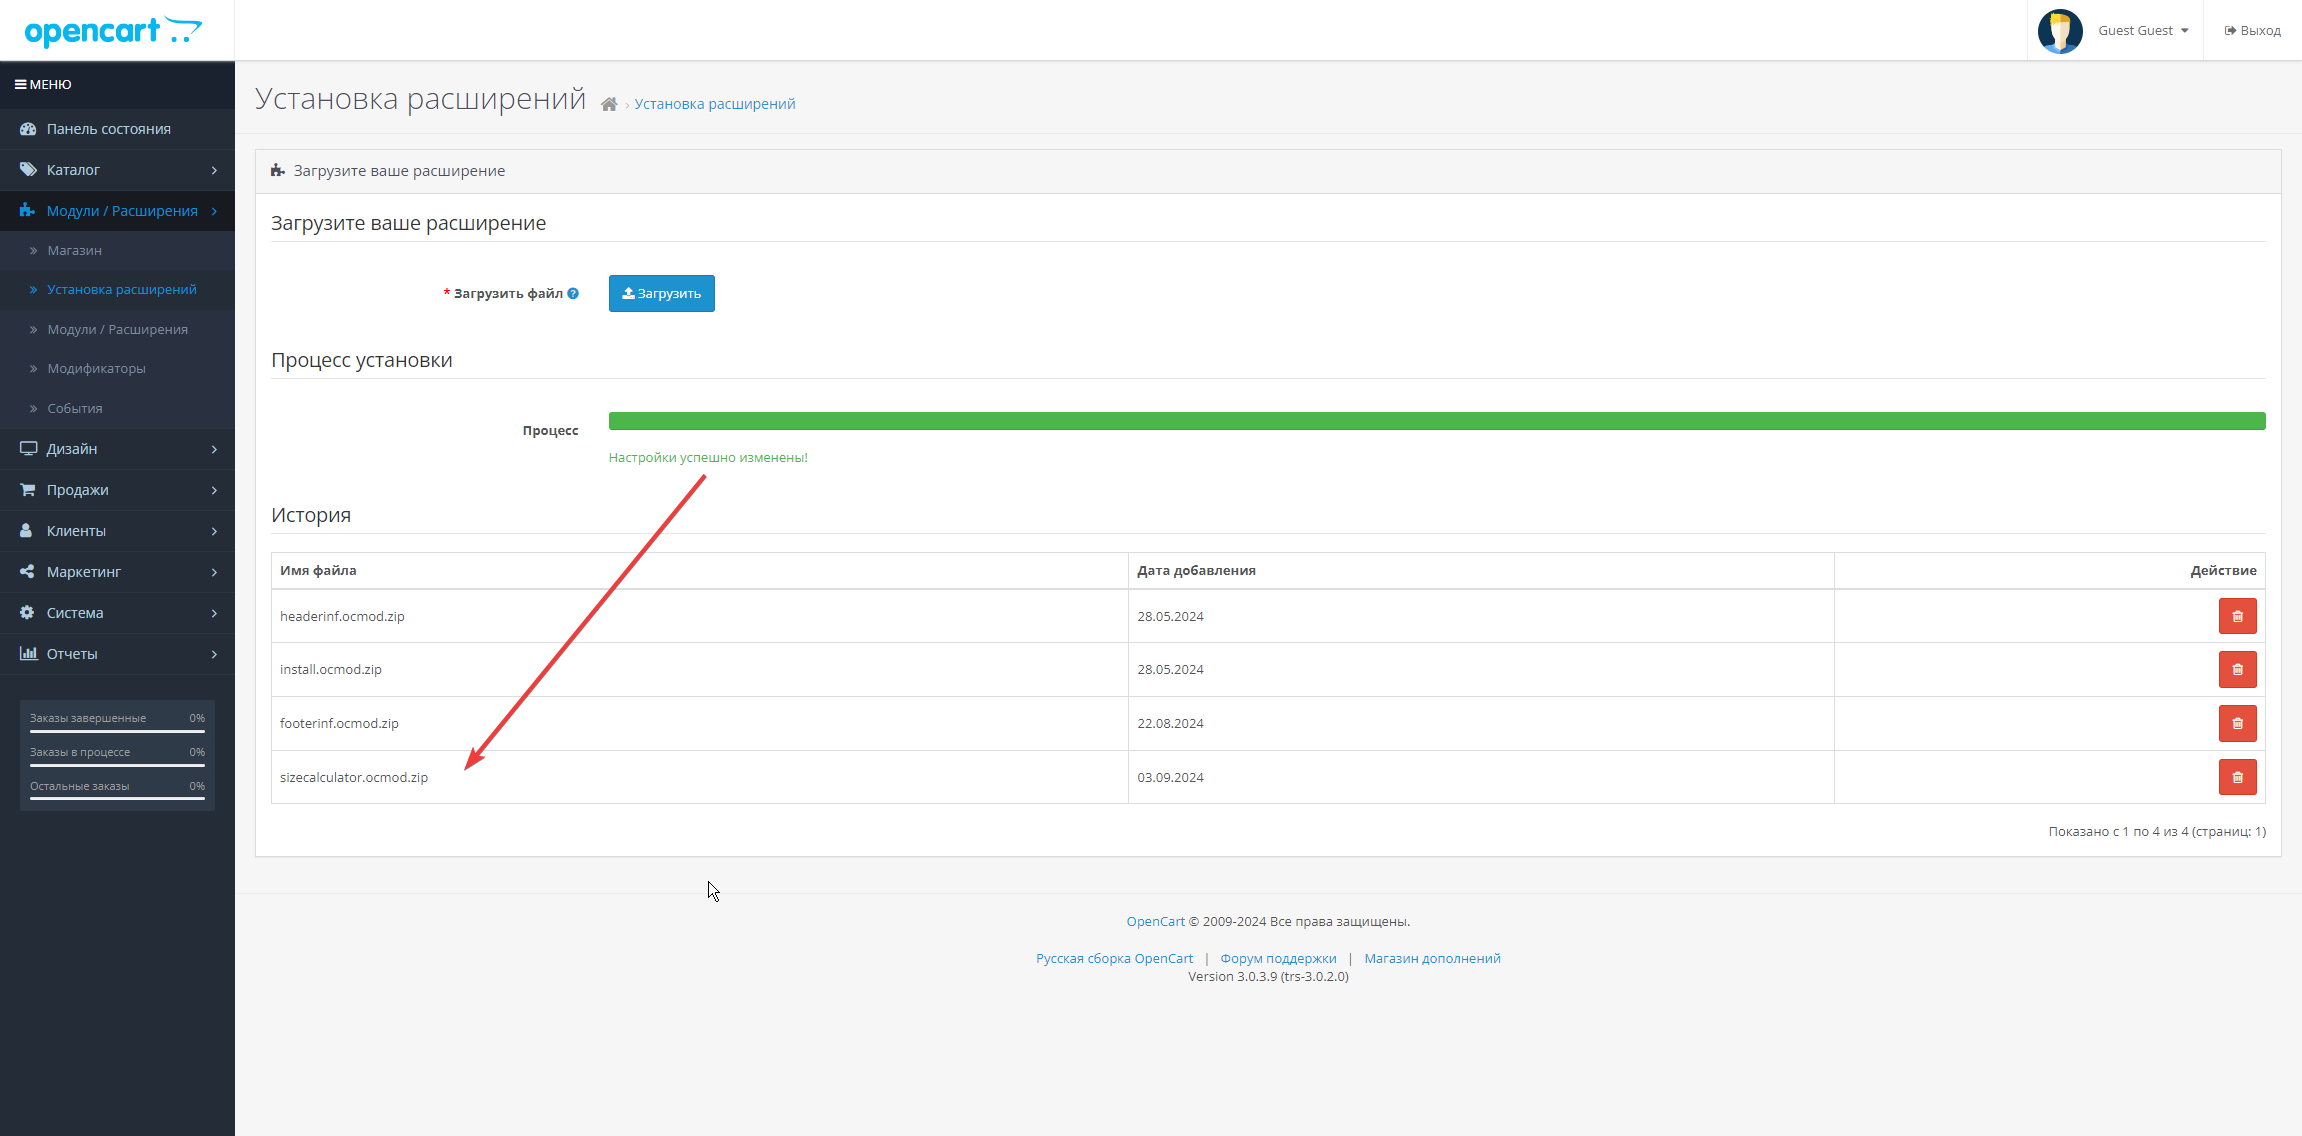 opencart
Guest Guest
Выход
МЕНЮ
Панель состояния
Каталог
Модули / Расширения
Магазин
Установка расширений
Модули / Расширения
Модификаторы
События
Дизайн
Продажи
Клиенты
Маркетинг
Система
Отчеты
Заказы завершенные 0%
Заказы в процессе 0%
Остальные заказы 0%
Установка расширений
› Установка расширений
Загрузите ваше расширение
Загрузите ваше расширение
* Загрузить файл ?
Загрузить
Процесс установки
Процесс
Настройки успешно изменены!
История
Имя файла Дата добавления Действие
headerinf.ocmod.zip 28.05.2024
install.ocmod.zip 28.05.2024
footerinf.ocmod.zip 22.08.2024
sizecalculator.ocmod.zip 03.09.2024
Показано с 1 по 4 из 4 (страниц: 1)
OpenCart © 2009-2024 Все права защищены.
Русская сборка OpenCart | Форум поддержки | Магазин дополнений
Version 3.0.3.9 (trs-3.0.2.0)